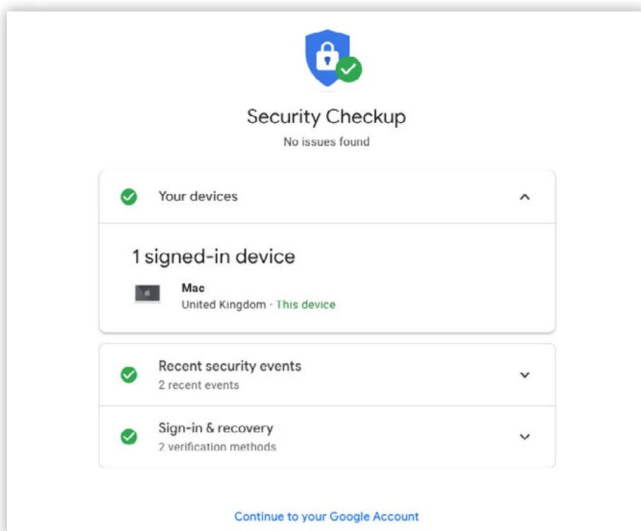 Security Checkup
No issues found
Your devices
1 signed-in device
Mac
United Kingdom · This device
Recent security events
2 recent events
Sign-in & recovery
2 verification methods
Continue to your Google Account